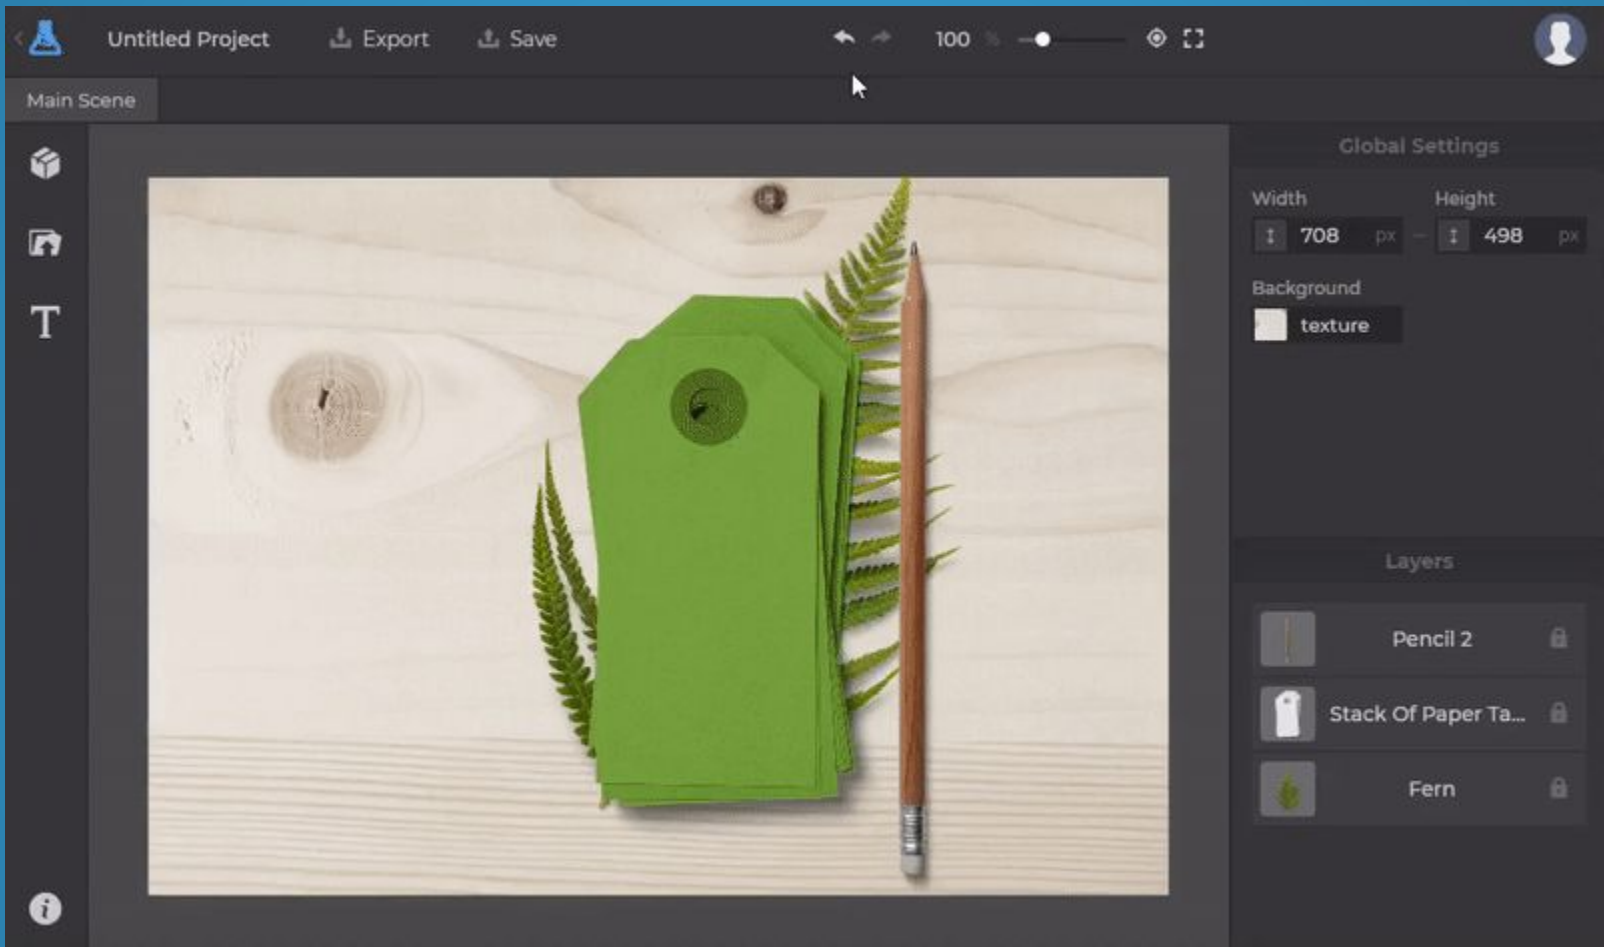 Untitled Project Export Save 100 %
Main Scene
Global Settings
Width Height
708 px 498 px
Background
texture
Layers
Pencil 2
Stack Of Paper Ta...
Fern